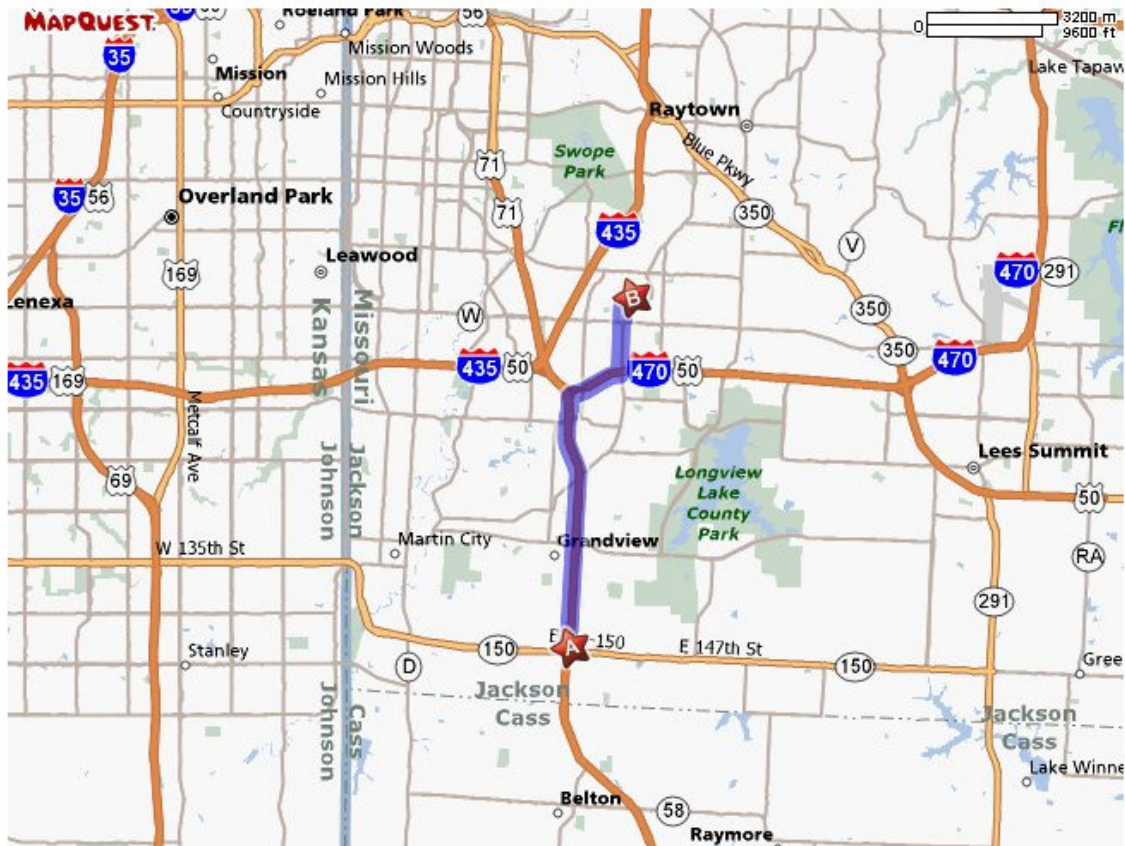 MAPQUEST
35
Roeland Park
56
3200 m
0
9600 ft
35
Mission Woods
Mission
Mission Hills
Lake Tapaw
Countryside
Raytown
Blue Pkwy
Swope
Park
71
35
56
Overland Park
71
350
435
V
Leawood
169
470
291
Fl
B
Lenexa
W
350
350
470
435
169
435
50
470
50
Kansas
Missouri
Metcalf Ave
Johnson
Jackson
Lees Summit
69
Longview
Lake
County
Park
50
W 135th St
Martin City
Grandview
RA
291
E
150
A
150
E 147th St
150
Stanley
D
Gree
Johnson
Cass
Jackson
Cass
Jackson
Cass
Lake Winne
Belton
58
Raymore